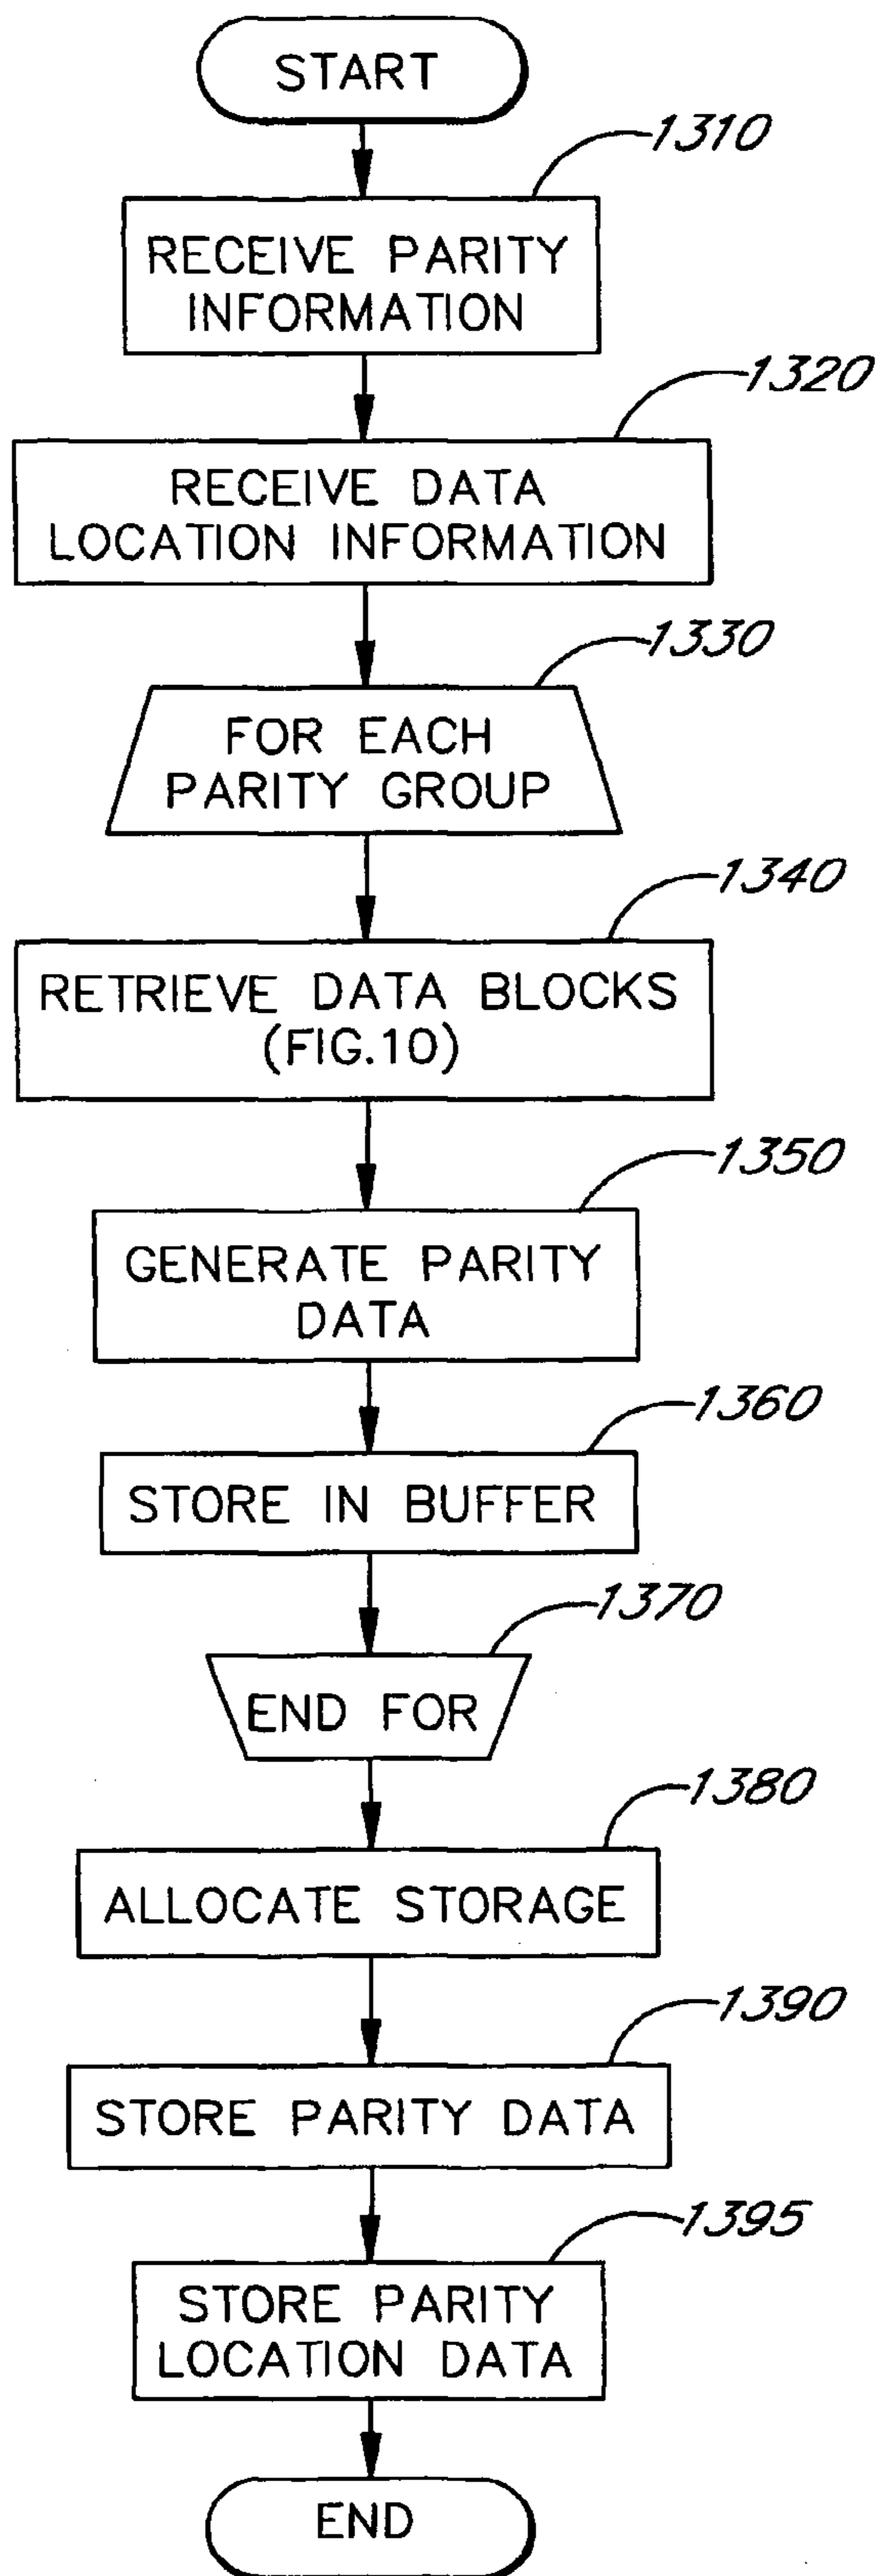 START
1310
RECEIVE PARITY
INFORMATION
1320
RECEIVE DATA
LOCATION INFORMATION
1330
FOR EACH
PARITY GROUP
1340
RETRIEVE DATA BLOCKS
(FIG.10)
1350
GENERATE PARITY
DATA
1360
STORE IN BUFFER
1370
END FOR
1380
ALLOCATE STORAGE
1390
STORE PARITY DATA
1395
STORE PARITY
LOCATION DATA
END